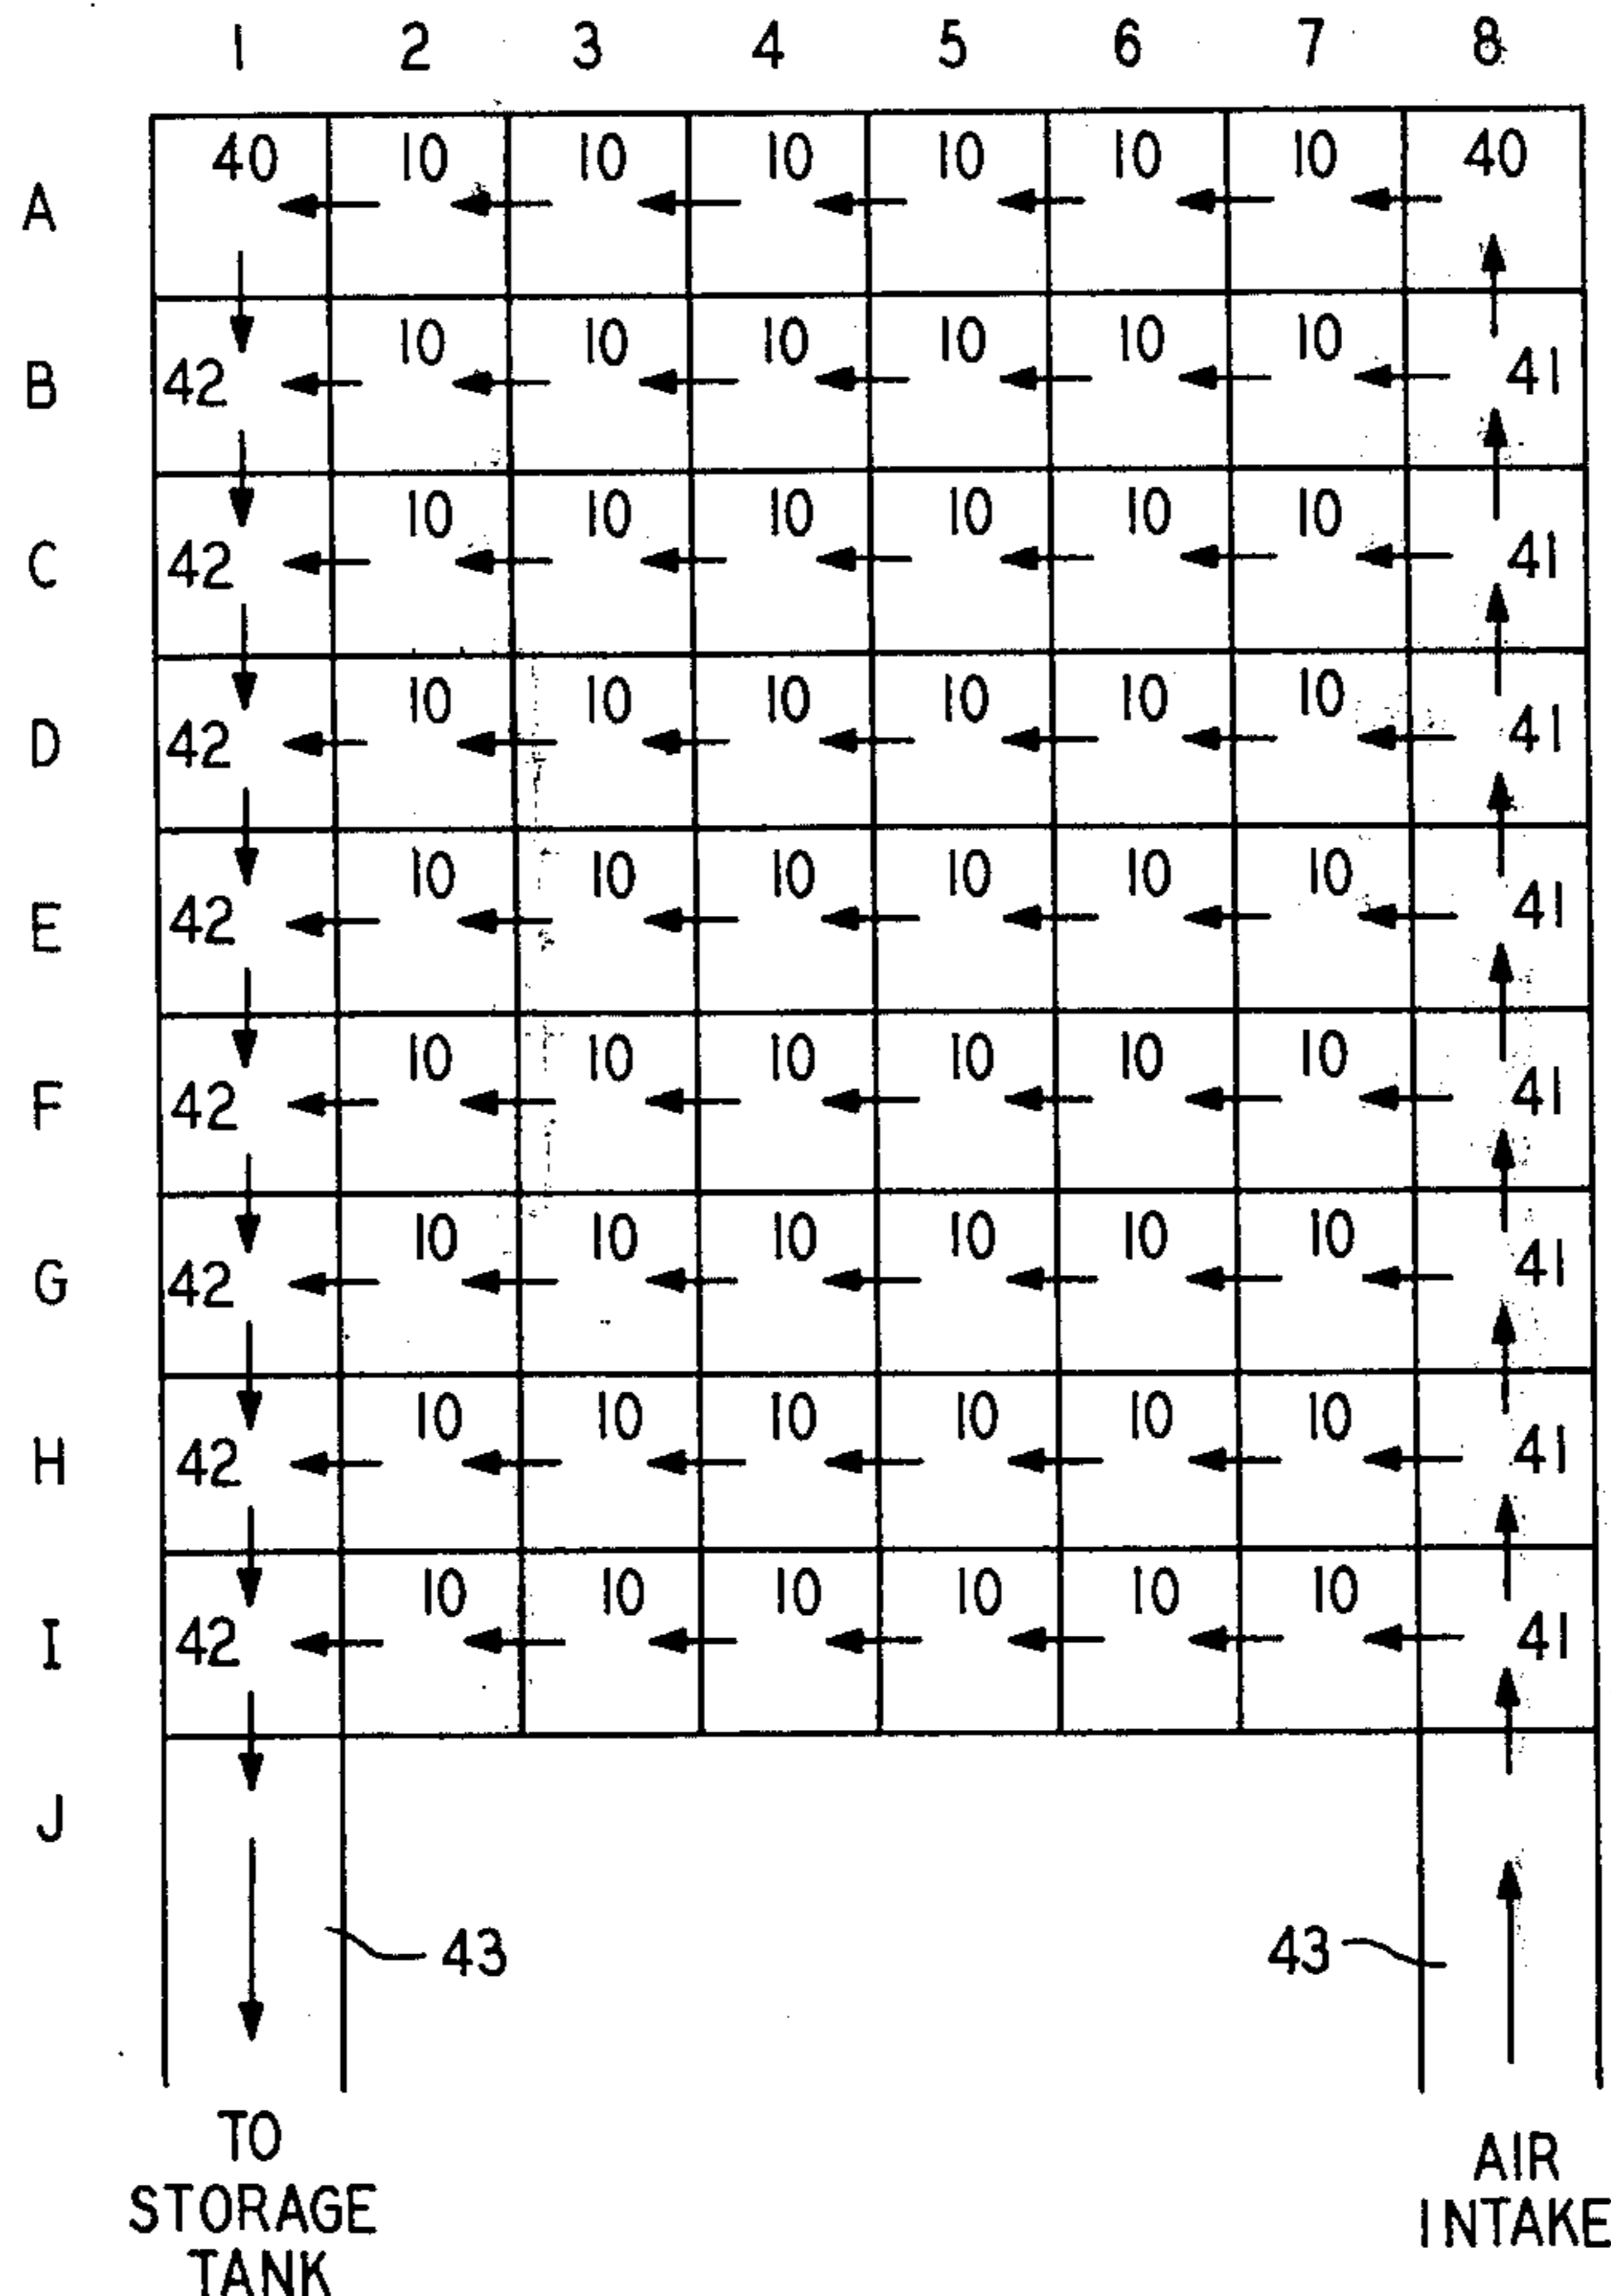 1 2 3 4 5 6 7 8
A 40 10 10 10 10 10 10 40
B 42 10 10 10 10 10 10 41
C 42 10 10 10 10 10 10 41
D 42 10 10 10 10 10 10 41
E 42 10 10 10 10 10 10 41
F 42 10 10 10 10 10 10 41
G 42 10 10 10 10 10 10 41
H 42 10 10 10 10 10 10 41
I 42 10 10 10 10 10 10 41
J
43 43
TO
STORAGE
TANK
AIR
INTAKE